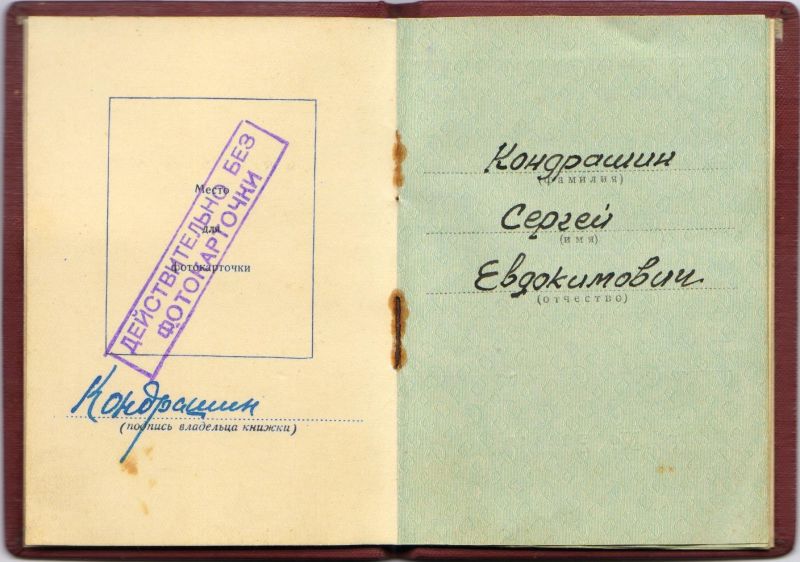 Место
для
фотокарточки
ДЕЙСТВИТЕЛЬНО БЕЗ
ФОТОКАРТОЧКИ
Кондрашин
(подпись владельца книжки)
Кондрашин
(фамилия)
Сергей
(имя)
Евдокимович
(отчество)